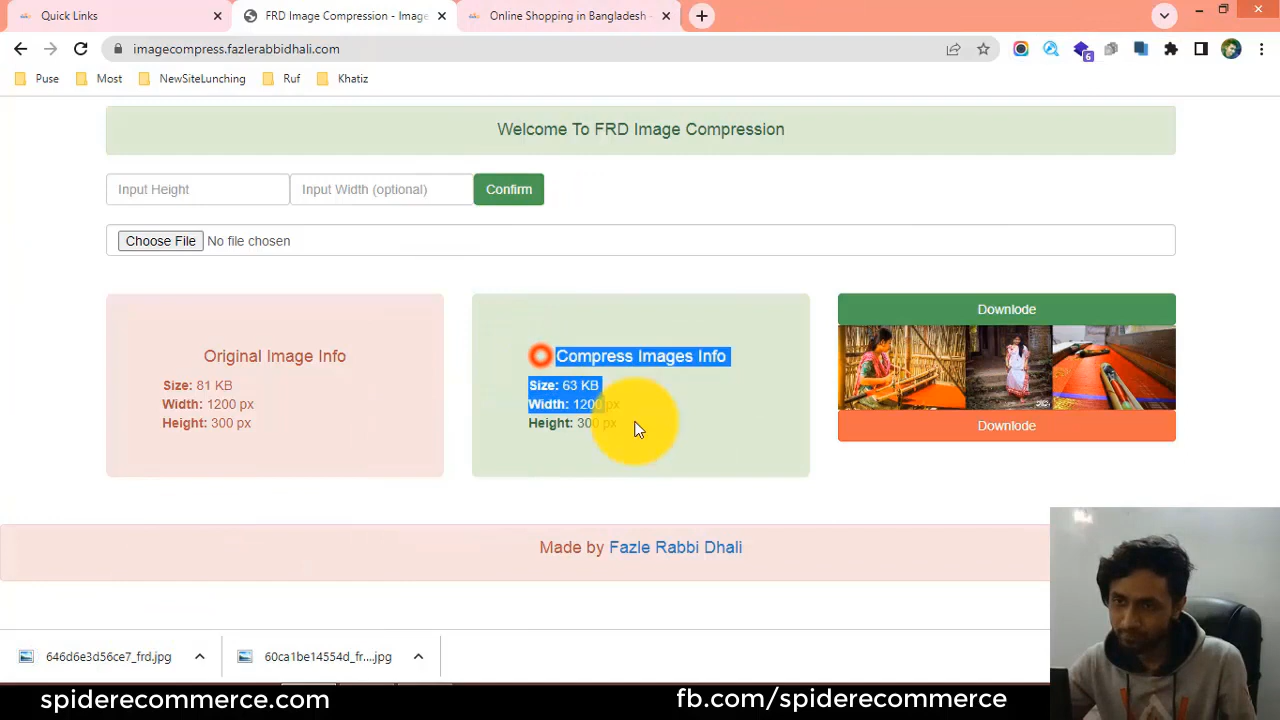 Quick Links
FRD Image Compression - Image
Online Shopping in Bangladesh -
imagecompress.fazlerabbidhali.com
6
Puse
Most
NewSiteLunching
Ruf
Khatiz
Welcome To FRD Image Compression
Input Height
Input Width (optional)
Confirm
Choose File No file chosen
Original Image Info
Size: 81 KB
Width: 1200 px
Height: 300 px
Compress Images Info
Size: 63 KB
Width: 1200 px
Height: 300 px
Downlode
Downlode
Made by Fazle Rabbi Dhali
646d6e3d56ce7_frd.jpg
60ca1be14554d_fr....jpg
spiderecommerce.com
fb.com/spiderecommerce